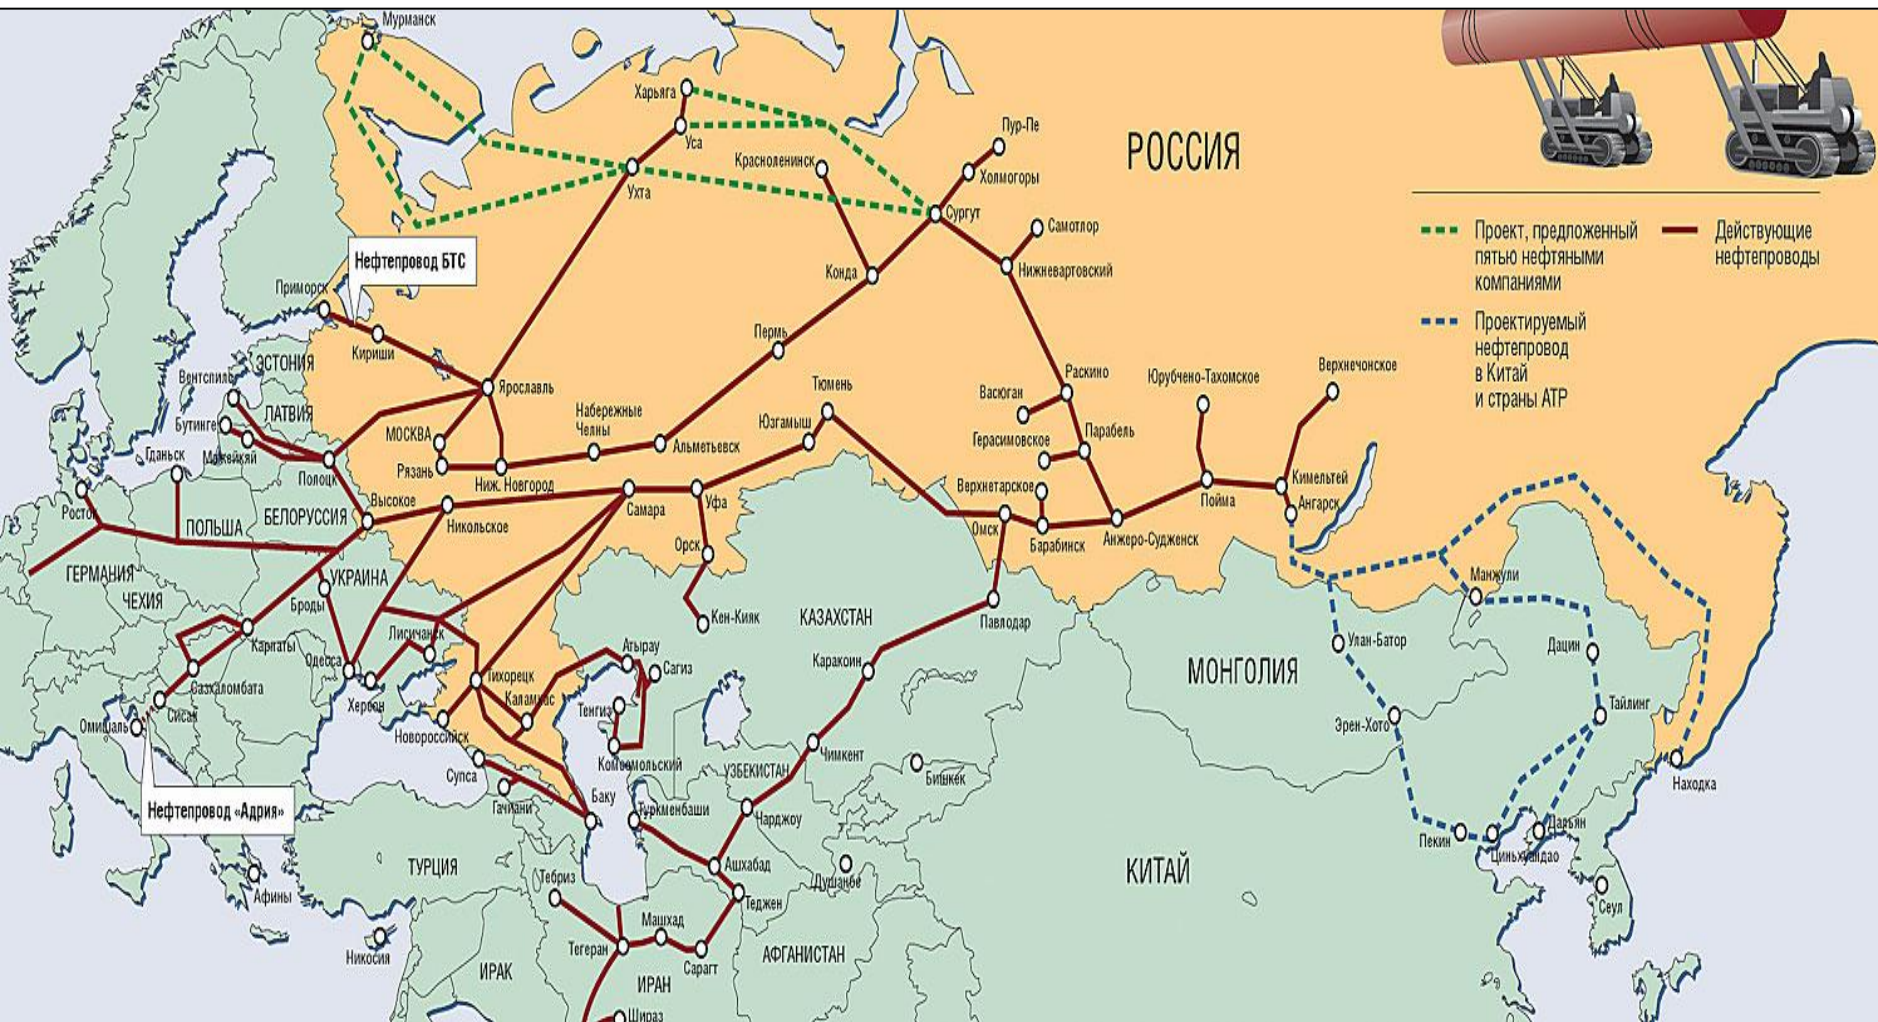 Мурманск
Харьяга
Уса
Ухта
Красноленинск
Пур-Пе
Холмогоры
Сургут
Самотлор
Нижневартовский
Конда
РОССИЯ
Проект, предложенный
пятью нефтяными
компаниями
Действующие
нефтепроводы
Проектируемый
нефтепровод
в Китай
и страны АТР
Нефтепровод БТС
Приморск
Кириши
Ярославль
Пермь
Тюмень
Юзгамыш
Набережные
Челны
Альметьевск
МОСКВА
Рязань
Ниж. Новгород
Раскино
Васюган
Герасимовское
Парабель
Юрубчено-Тахомское
Верхнечонское
Кимельтей
Ангарск
Пойма
Верхнетарское
Омск
Барабинск
Анжеро-Судженск
ЭСТОНИЯ
Вентспилс
ЛАТВИЯ
Бутинге
Мажейкяй
Гданьск
Полоцк
Росток
ПОЛЬША
БЕЛОРУССИЯ
Высокое
Никольское
Самара
Уфа
Орск
Кен-Кияк
ГЕРМАНИЯ
ЧЕХИЯ
УКРАИНА
Броды
Лисичанск
Карпаты
Одесса
Херсон
Сазхаломбата
Сисак
Омишаль
Нефтепровод «Адрия»
Тихорецк
Каламкас
Новороссийск
Атырау
Сагиз
Тенгиз
Комсомольский
КАЗАХСТАН
Павлодар
Каракоин
Чимкент
УЗБЕКИСТАН
Бишкек
Чарджоу
Супса
Гачиани
Баку
Туркменбаши
Ашхабад
Теджен
Душанбе
ТУРЦИЯ
Афины
Никосия
Тебриз
Тегеран
Машхад
Сарагт
АФГАНИСТАН
ИРАК
ИРАН
Шираз
МОНГОЛИЯ
Улан-Батор
Эрен-Хото
Манжули
Дацин
Тайлинг
Находка
Пекин
Циньхуандао
Дальян
Сеул
КИТАЙ